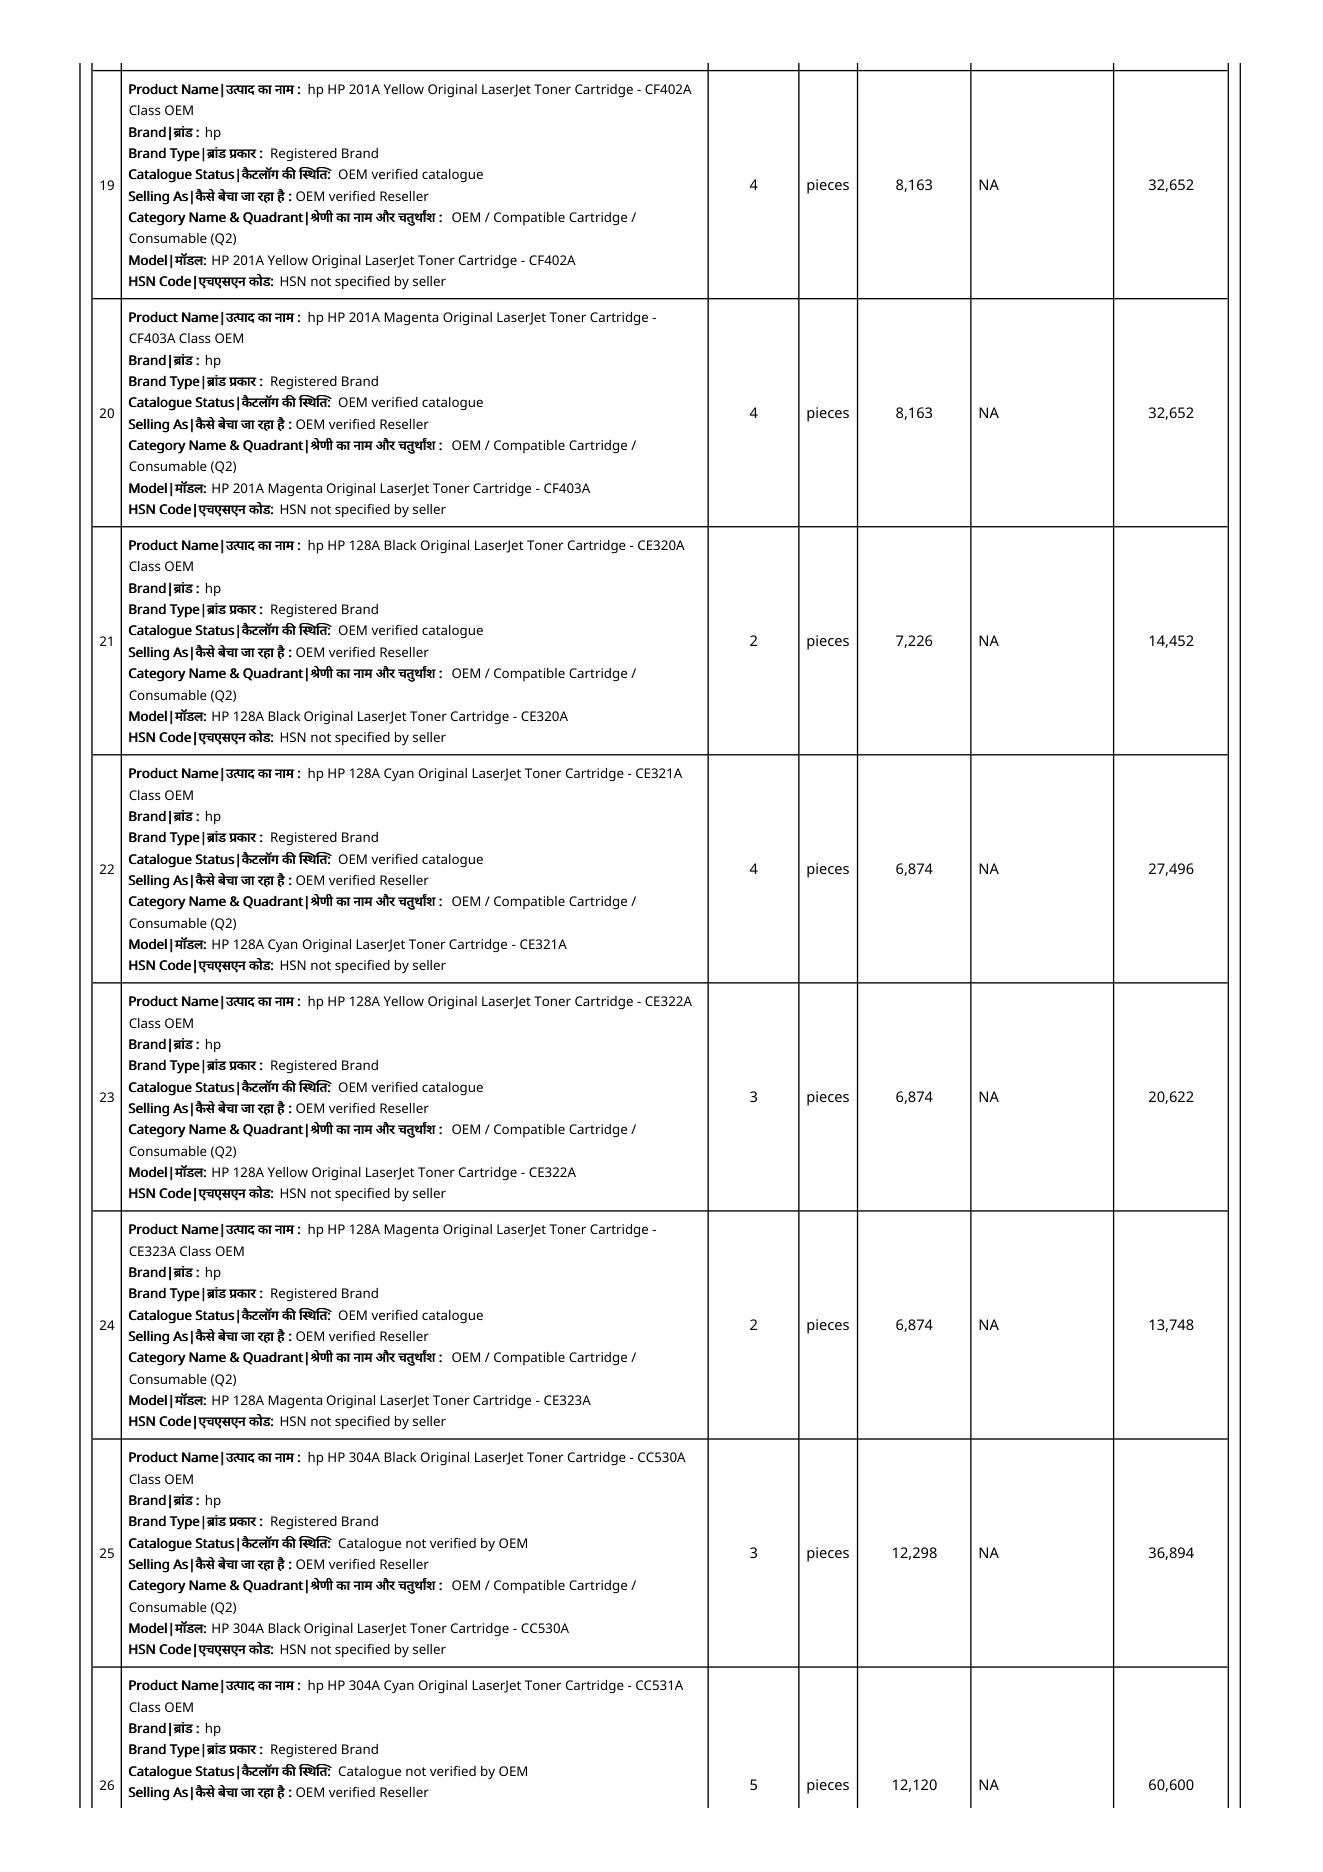 Product Name|उत्पाद का नाम : hp HP 201A Yellow Original LaserJet Toner Cartridge - CF402A
Class OEM
Brand|ब्रांड : hp
Brand Type|ब्रांड प्रकार : Registered Brand
Catalogue Status|कैटलॉग की स्थिति: OEM verified catalogue
Selling As|कैसे बेचा जा रहा है : OEM verified Reseller
Category Name & Quadrant|श्रेणी का नाम और चतुर्थांश : OEM / Compatible Cartridge /
Consumable (Q2)
Model|मॉडल: HP 201A Yellow Original LaserJet Toner Cartridge - CF402A
HSN Code|एचएसएन कोड: HSN not specified by seller
19 4 pieces 8,163 NA 32,652
Product Name|उत्पाद का नाम : hp HP 201A Magenta Original LaserJet Toner Cartridge -
CF403A Class OEM
Brand|ब्रांड : hp
Brand Type|ब्रांड प्रकार : Registered Brand
Catalogue Status|कैटलॉग की स्थिति: OEM verified catalogue
Selling As|कैसे बेचा जा रहा है : OEM verified Reseller
Category Name & Quadrant|श्रेणी का नाम और चतुर्थांश : OEM / Compatible Cartridge /
Consumable (Q2)
Model|मॉडल: HP 201A Magenta Original LaserJet Toner Cartridge - CF403A
HSN Code|एचएसएन कोड: HSN not specified by seller
20 4 pieces 8,163 NA 32,652
Product Name|उत्पाद का नाम : hp HP 128A Black Original LaserJet Toner Cartridge - CE320A
Class OEM
Brand|ब्रांड : hp
Brand Type|ब्रांड प्रकार : Registered Brand
Catalogue Status|कैटलॉग की स्थिति: OEM verified catalogue
Selling As|कैसे बेचा जा रहा है : OEM verified Reseller
Category Name & Quadrant|श्रेणी का नाम और चतुर्थांश : OEM / Compatible Cartridge /
Consumable (Q2)
Model|मॉडल: HP 128A Black Original LaserJet Toner Cartridge - CE320A
HSN Code|एचएसएन कोड: HSN not specified by seller
21 2 pieces 7,226 NA 14,452
Product Name|उत्पाद का नाम : hp HP 128A Cyan Original LaserJet Toner Cartridge - CE321A
Class OEM
Brand|ब्रांड : hp
Brand Type|ब्रांड प्रकार : Registered Brand
Catalogue Status|कैटलॉग की स्थिति: OEM verified catalogue
Selling As|कैसे बेचा जा रहा है : OEM verified Reseller
Category Name & Quadrant|श्रेणी का नाम और चतुर्थांश : OEM / Compatible Cartridge /
Consumable (Q2)
Model|मॉडल: HP 128A Cyan Original LaserJet Toner Cartridge - CE321A
HSN Code|एचएसएन कोड: HSN not specified by seller
22 4 pieces 6,874 NA 27,496
Product Name|उत्पाद का नाम : hp HP 128A Yellow Original LaserJet Toner Cartridge - CE322A
Class OEM
Brand|ब्रांड : hp
Brand Type|ब्रांड प्रकार : Registered Brand
Catalogue Status|कैटलॉग की स्थिति: OEM verified catalogue
Selling As|कैसे बेचा जा रहा है : OEM verified Reseller
Category Name & Quadrant|श्रेणी का नाम और चतुर्थांश : OEM / Compatible Cartridge /
Consumable (Q2)
Model|मॉडल: HP 128A Yellow Original LaserJet Toner Cartridge - CE322A
HSN Code|एचएसएन कोड: HSN not specified by seller
23 3 pieces 6,874 NA 20,622
Product Name|उत्पाद का नाम : hp HP 128A Magenta Original LaserJet Toner Cartridge -
CE323A Class OEM
Brand|ब्रांड : hp
Brand Type|ब्रांड प्रकार : Registered Brand
Catalogue Status|कैटलॉग की स्थिति: OEM verified catalogue
Selling As|कैसे बेचा जा रहा है : OEM verified Reseller
Category Name & Quadrant|श्रेणी का नाम और चतुर्थांश : OEM / Compatible Cartridge /
Consumable (Q2)
Model|मॉडल: HP 128A Magenta Original LaserJet Toner Cartridge - CE323A
HSN Code|एचएसएन कोड: HSN not specified by seller
24 2 pieces 6,874 NA 13,748
Product Name|उत्पाद का नाम : hp HP 304A Black Original LaserJet Toner Cartridge - CC530A
Class OEM
Brand|ब्रांड : hp
Brand Type|ब्रांड प्रकार : Registered Brand
Catalogue Status|कैटलॉग की स्थिति: Catalogue not verified by OEM
Selling As|कैसे बेचा जा रहा है : OEM verified Reseller
Category Name & Quadrant|श्रेणी का नाम और चतुर्थांश : OEM / Compatible Cartridge /
Consumable (Q2)
Model|मॉडल: HP 304A Black Original LaserJet Toner Cartridge - CC530A
HSN Code|एचएसएन कोड: HSN not specified by seller
25 3 pieces 12,298 NA 36,894
Product Name|उत्पाद का नाम : hp HP 304A Cyan Original LaserJet Toner Cartridge - CC531A
Class OEM
Brand|ब्रांड : hp
Brand Type|ब्रांड प्रकार : Registered Brand
Catalogue Status|कैटलॉग की स्थिति: Catalogue not verified by OEM
Selling As|कैसे बेचा जा रहा है : OEM verified Reseller
26 5 pieces 12,120 NA 60,600